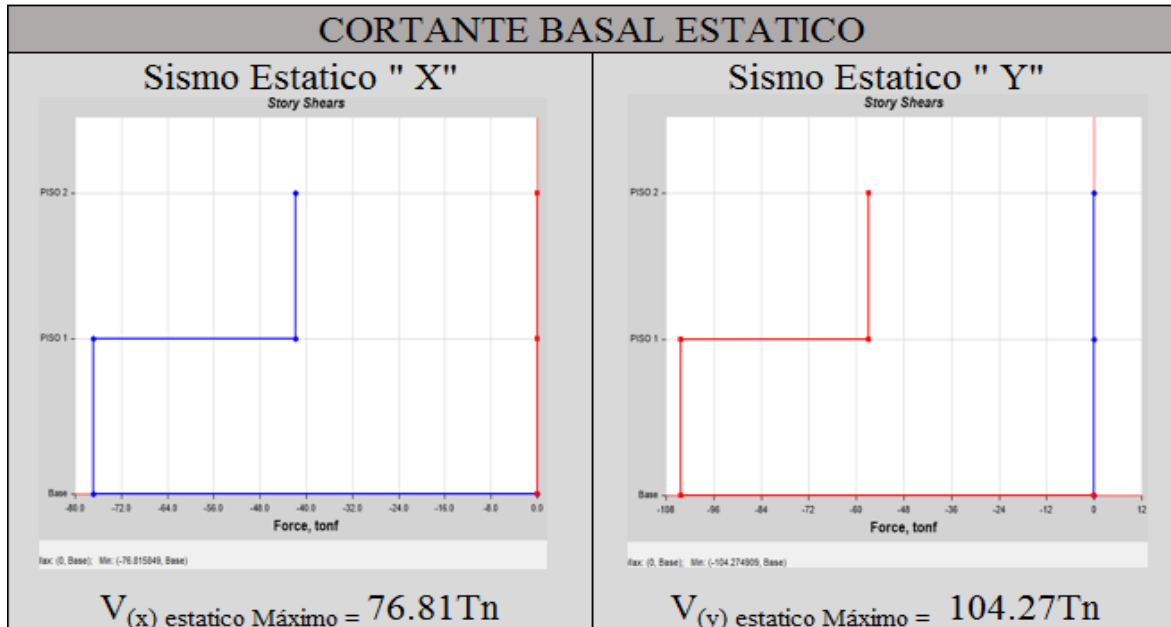 CORTANTE BASAL ESTATICO
Sismo Estatico " X"
Story Shears
PISO 2
PISO 1
Base
-80.0 -72.0 -64.0 -56.0 -48.0 -40.0 -32.0 -24.0 -16.0 -8.0 0.0
Force, tonf
Max: (0, Base); Min: (-76.815849, Base)
V(x) estatico Máximo = 76.81Tn
Sismo Estatico " Y"
Story Shears
PISO 2
PISO 1
Base
-108 -96 -84 -72 -60 -48 -36 -24 -12 0 12
Force, tonf
Max: (0, Base); Min: (-104.274909, Base)
V(y) estatico Máximo = 104.27Tn